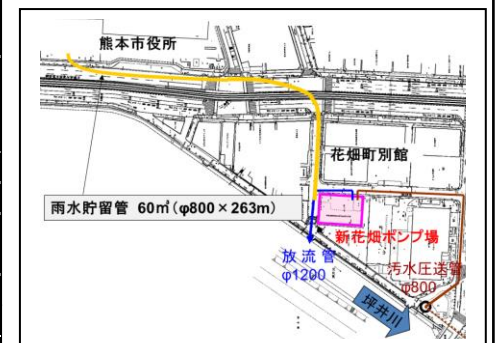 熊本市役所
花畑町別館
雨水貯留管 60㎥(φ800×263m)
新花畑ポンプ場
放流管
φ1200
汚水圧送管
φ800
坪井川